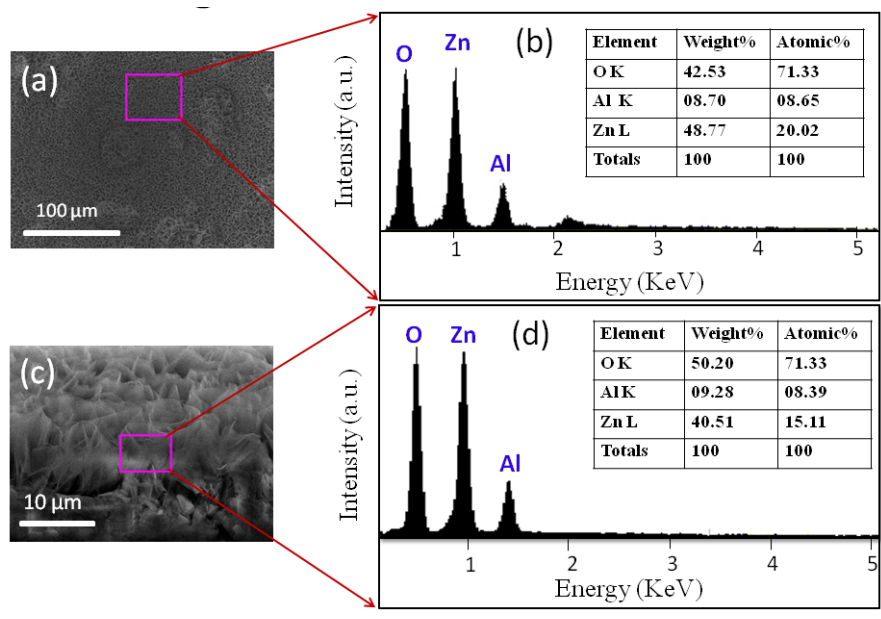 (a)
100 μm
(b)
O
Zn
Al
Intensity (a.u.)
Element Weight% Atomic%
O K 42.53 71.33
Al K 08.70 08.65
Zn L 48.77 20.02
Totals 100 100
1 2 3 4 5
Energy (KeV)
(c)
10 μm
(d)
O
Zn
Al
Intensity (a.u.)
Element Weight% Atomic%
O K 50.20 71.33
Al K 09.28 08.39
Zn L 40.51 15.11
Totals 100 100
1 2 3 4 5
Energy (KeV)